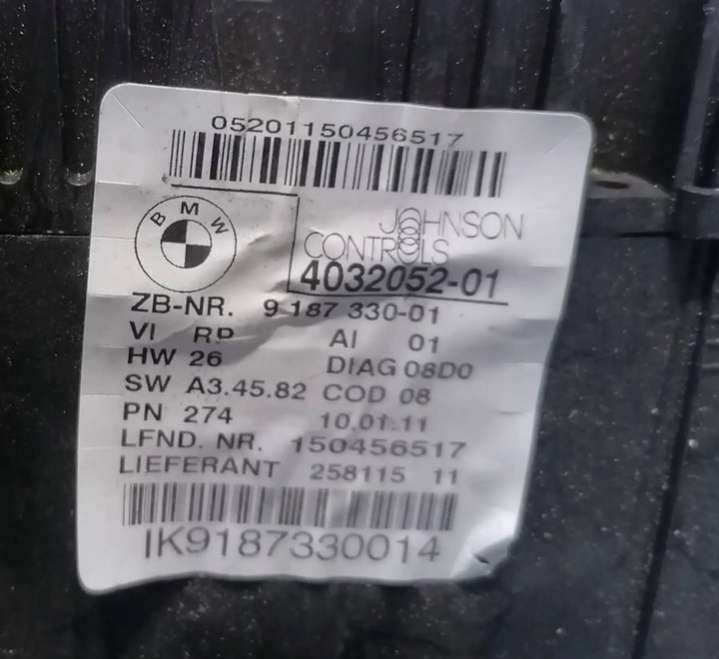 05201150456517
BMW
JOHNSON
CONTROLS
4032052-01
ZB-NR. 9 187 330-01
VI RP AI 01
HW 26 DIAG 08D0
SW A3.45.82 COD 08
PN 274 10.01.11
LFND. NR. 150456517
LIEFERANT 258115 11
IK9187330014